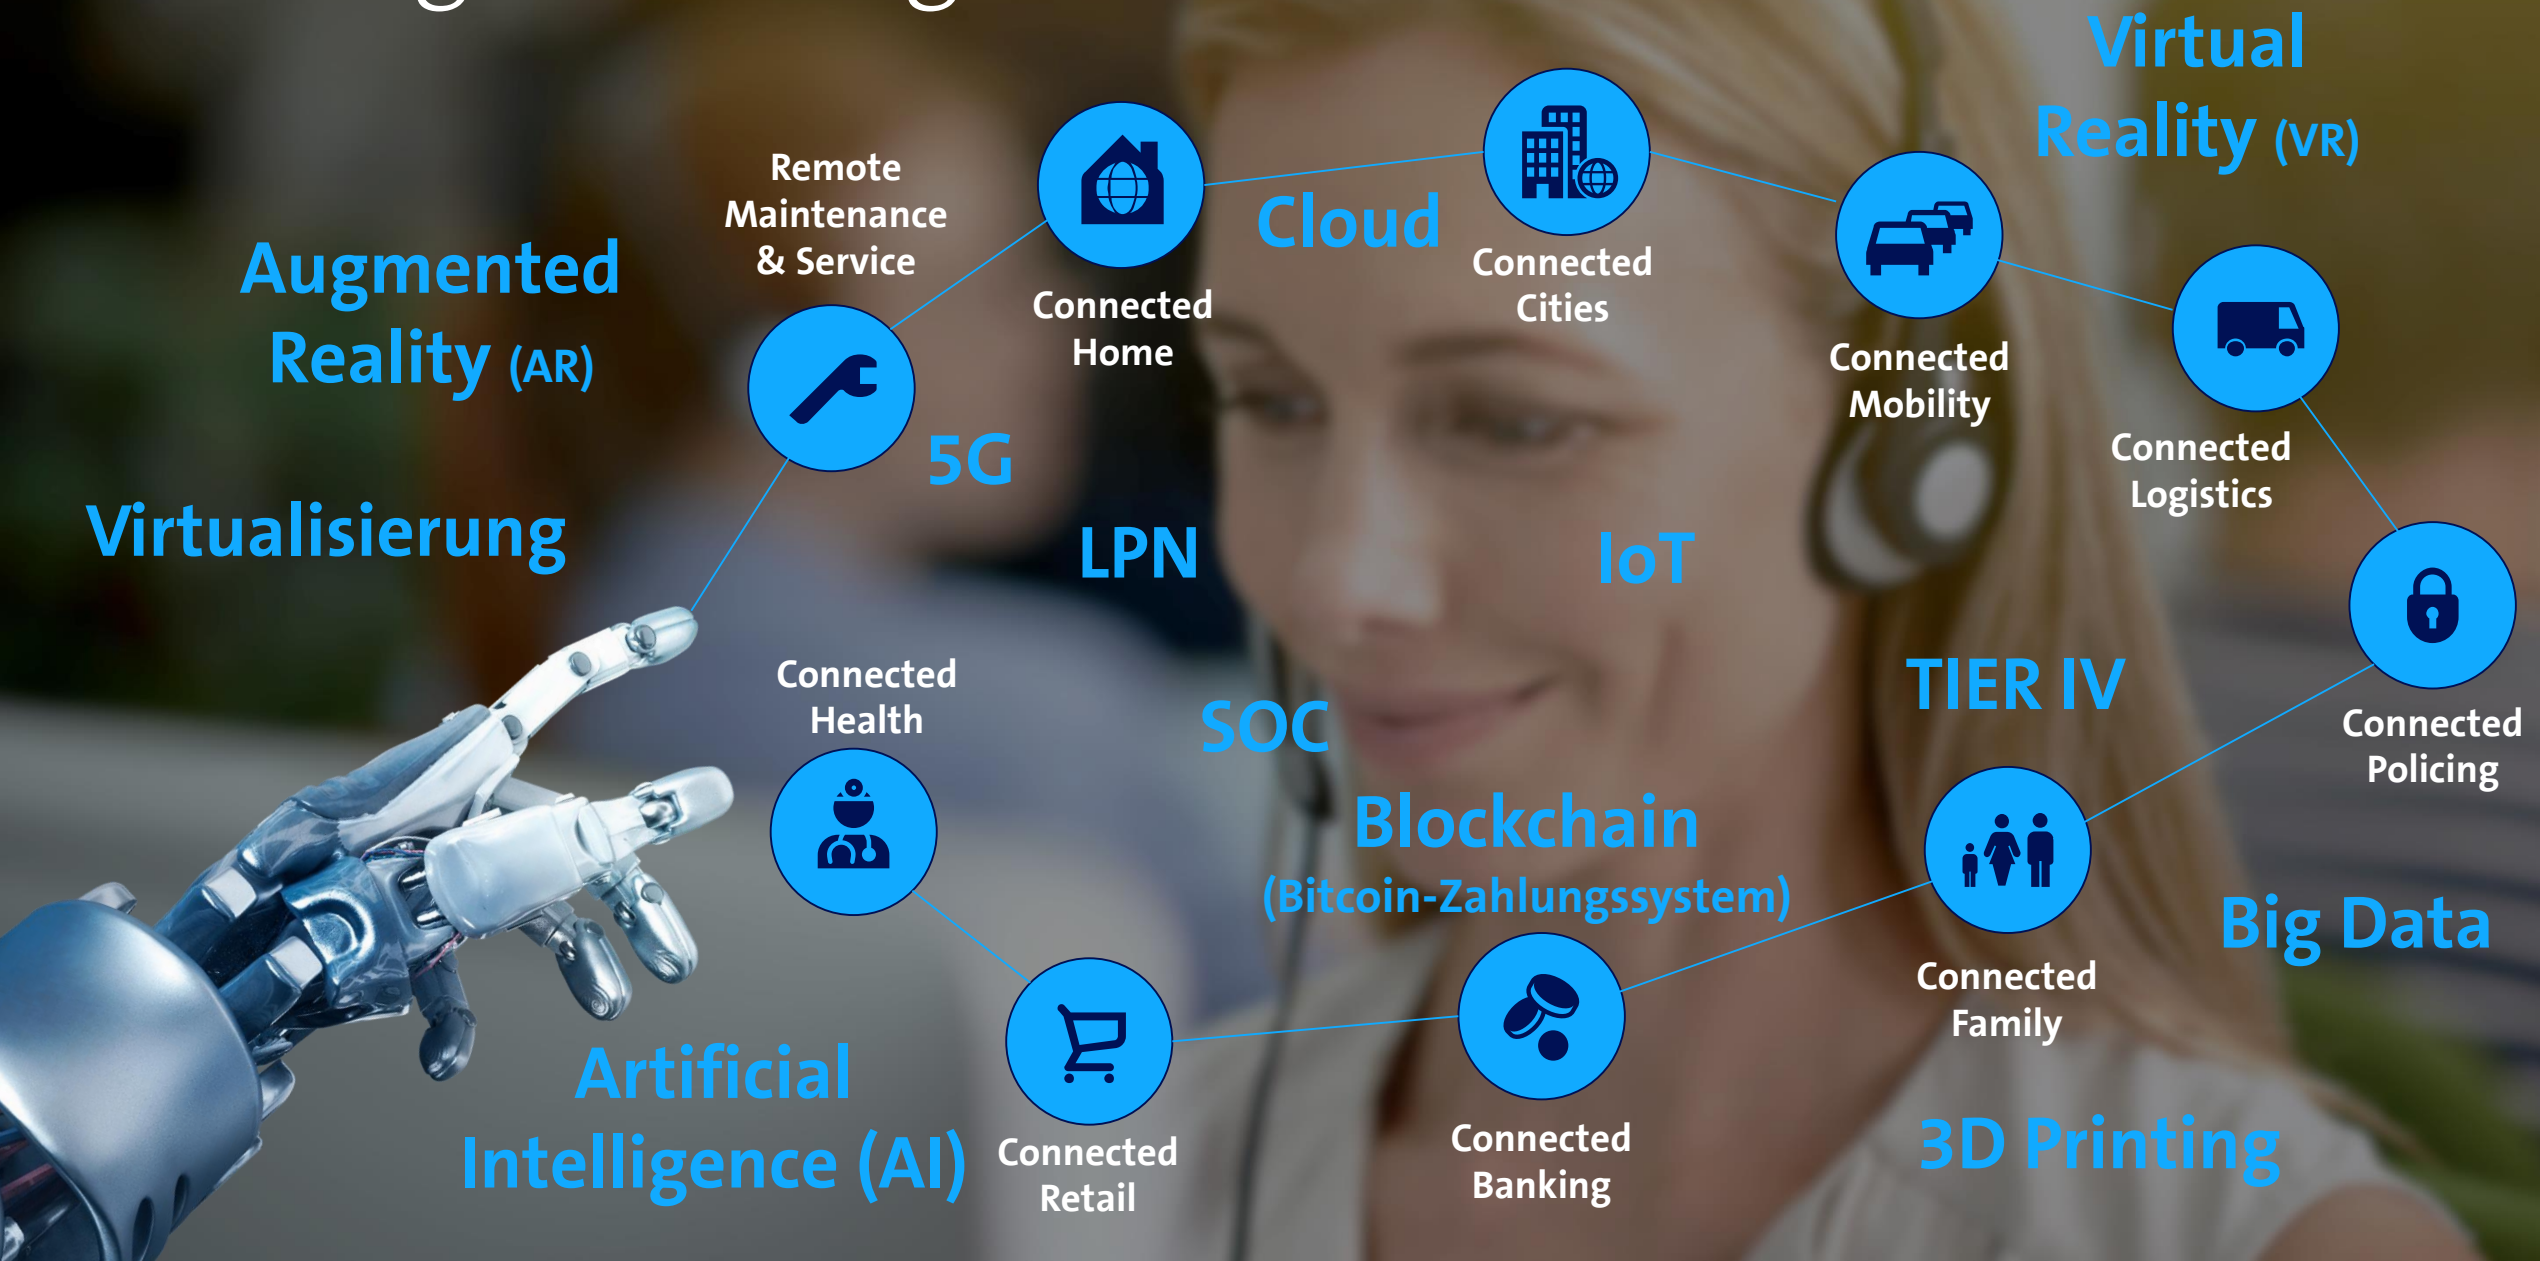 Virtual
Reality (VR)
Remote
Maintenance
& Service
Cloud
Connected
Cities
Augmented
Reality (AR)
Connected
Home
Connected
Mobility
5G
Connected
Logistics
Virtualisierung
LPN
IoT
Connected
Health
SOC
TIER IV
Connected
Policing
Blockchain
(Bitcoin-Zahlungssystem)
Big Data
Connected
Family
Artificial
Intelligence (AI)
Connected
Retail
Connected
Banking
3D Printing